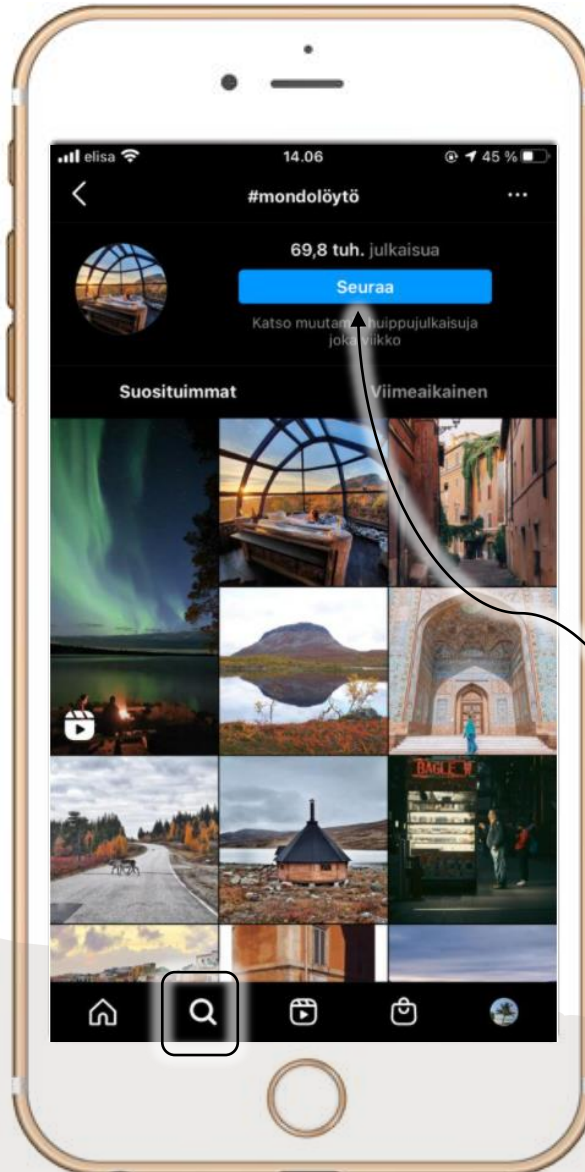 elisa 14.06 45 %
#mondolöytö
69,8 tuh. julkaisua
Seuraa
Katso muutama huippujulkaisuja
joka viikko
Suosituimmat Viimeaikainen
BAGLE W